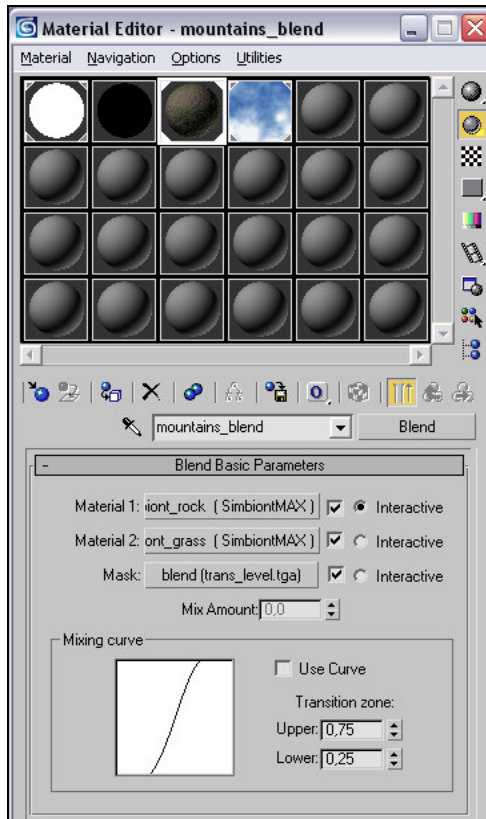 Material Editor - mountains_blend
Material Navigation Options Utilities
mountains_blend Blend
- Blend Basic Parameters
Material 1: iont_rock ( SimbiontMAX ) Interactive
Material 2: ont_grass ( SimbiontMAX ) Interactive
Mask: blend (trans_level.tga) Interactive
Mix Amount: 0,0
Mixing curve
Use Curve
Transition zone:
Upper: 0,75
Lower: 0,25